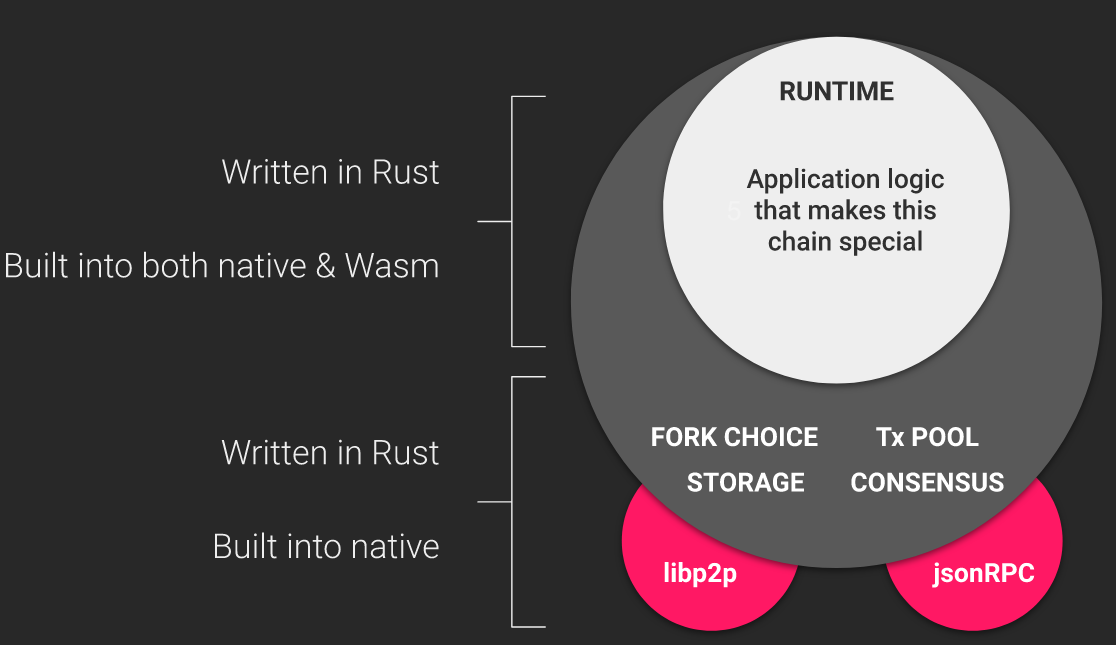 RUNTIME
Written in Rust
Application logic
5 that makes this
chain special
Built into both native & Wasm
FORK CHOICE Tx POOL
Written in Rust
STORAGE CONSENSUS
Built into native
libp2p jsonRPC